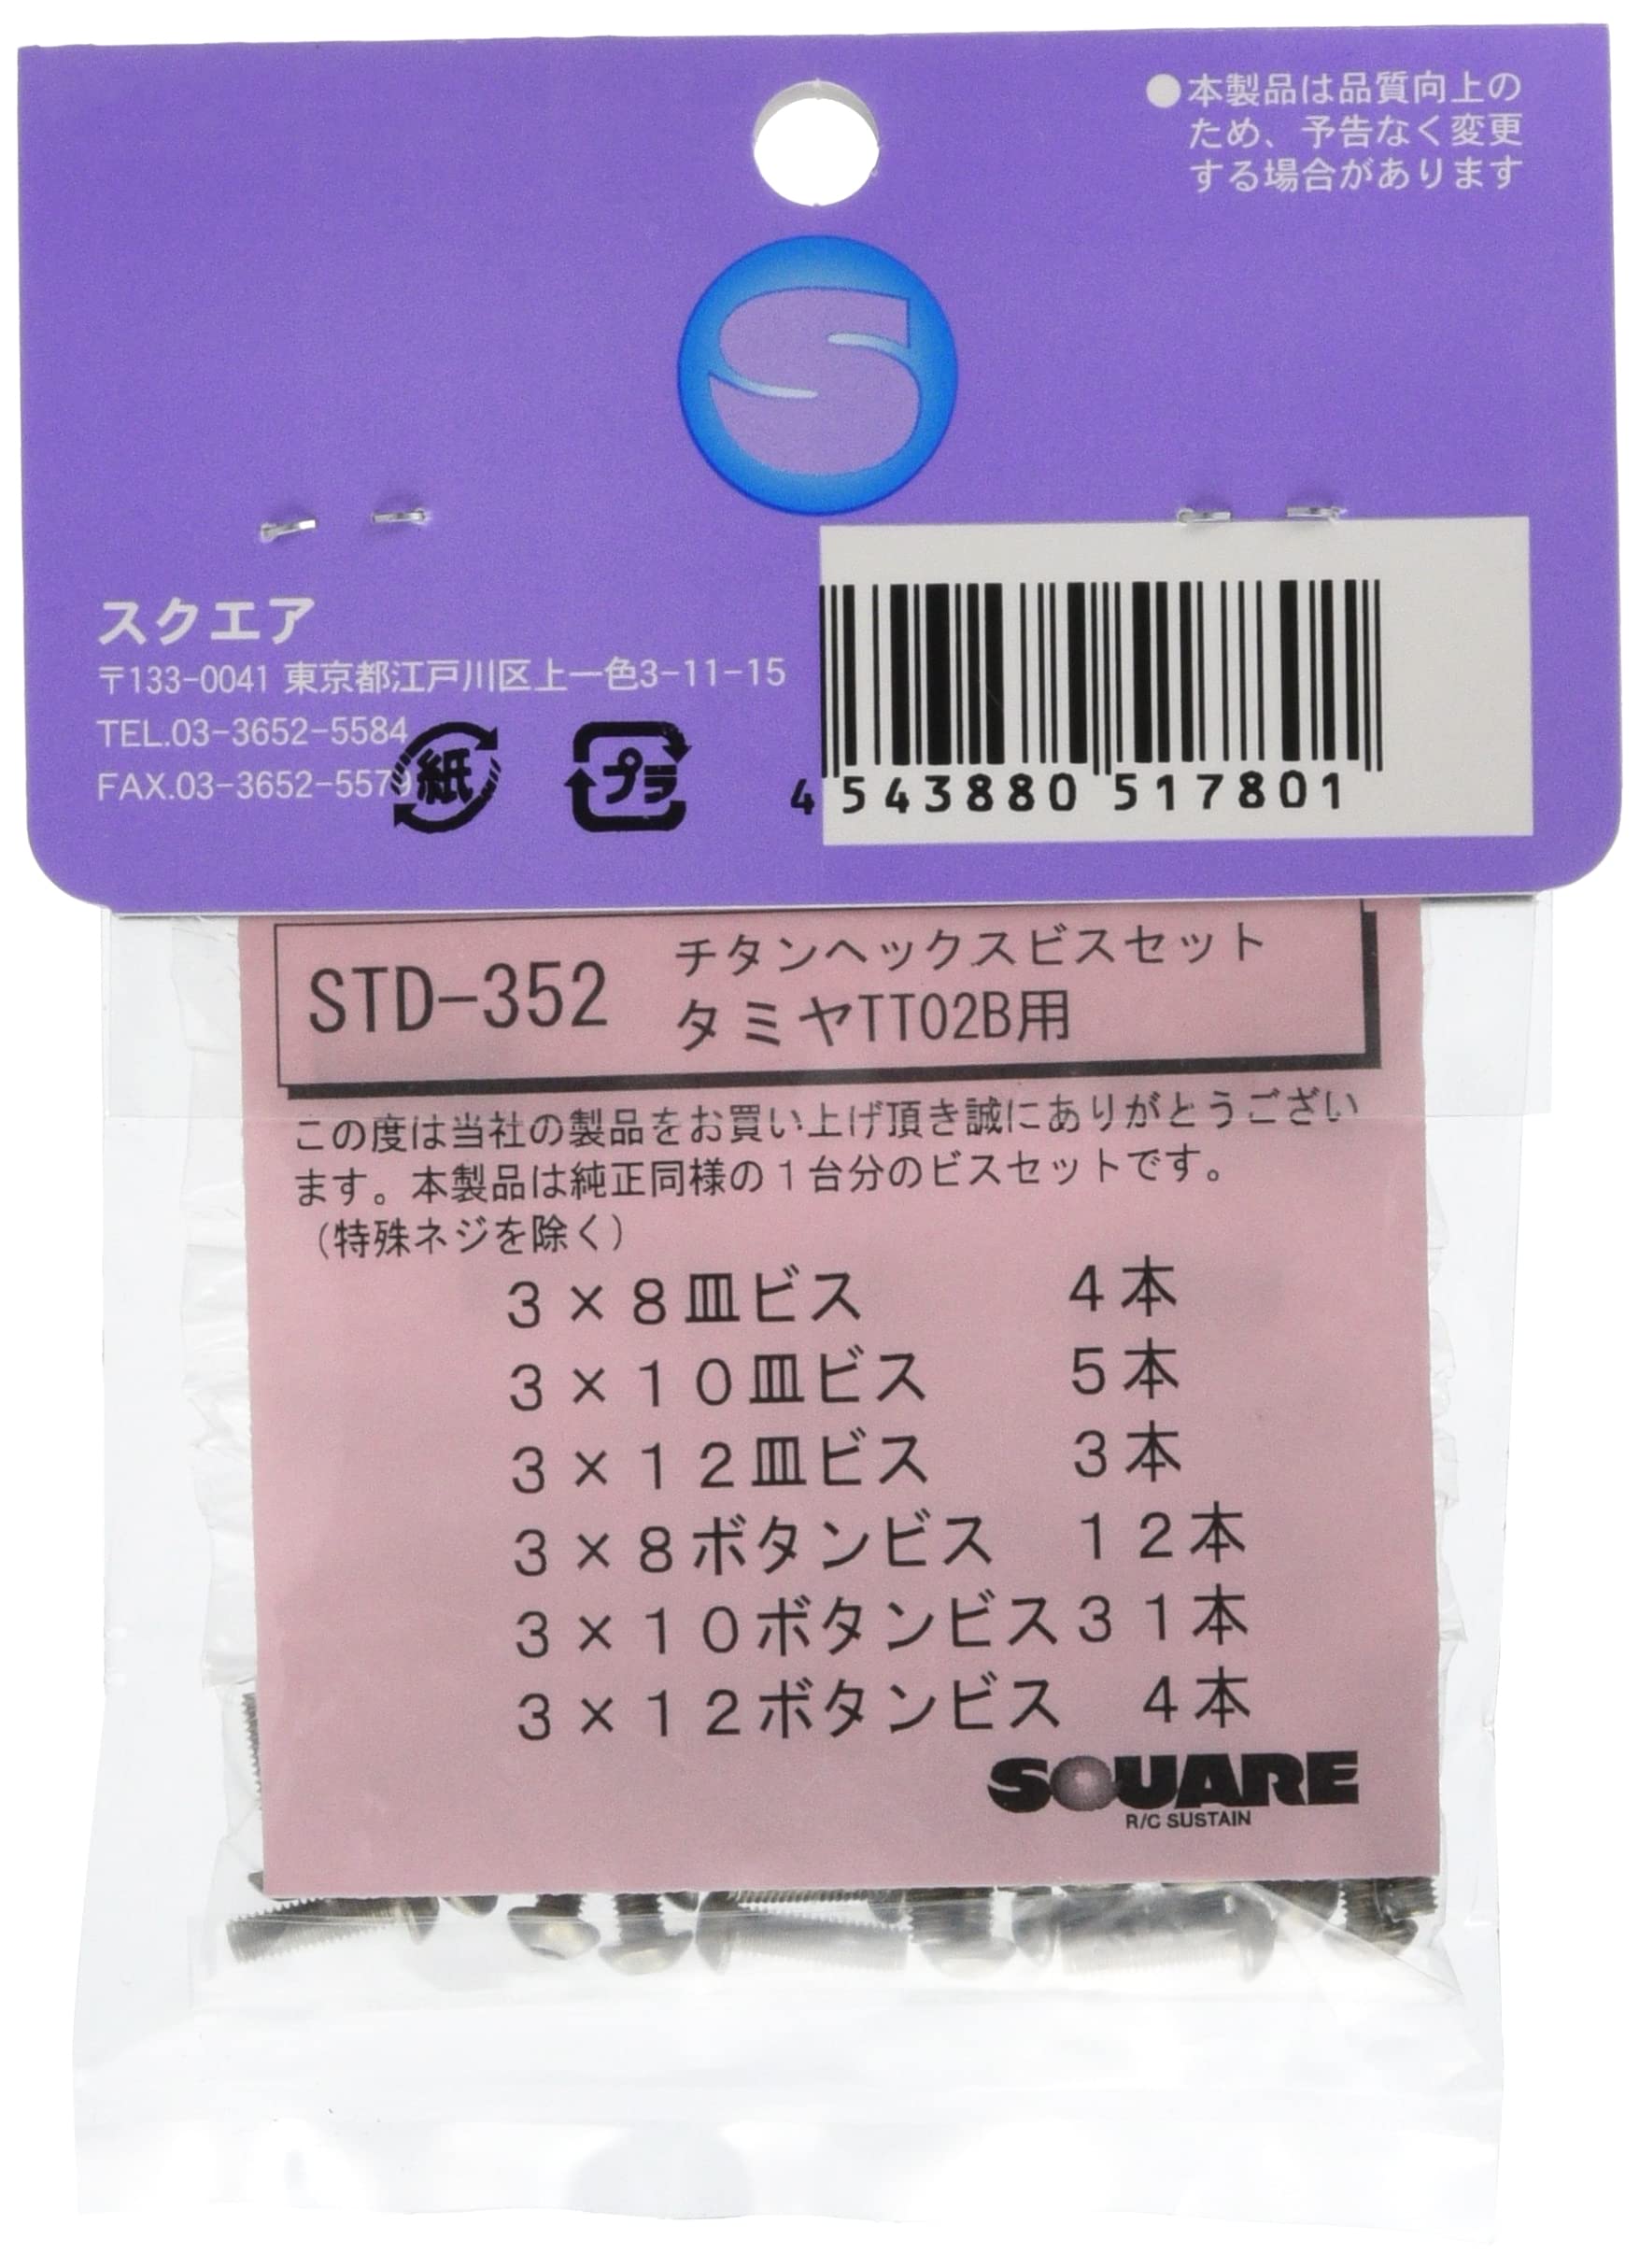 ●本製品は品質向上の
ため、予告なく変更
する場合があります
S
スクエア
〒133-0041 東京都江戸川区上一色3-11-15
TEL.03-3652-5584
FAX.03-3652-5579
紙
プラ
4 543880 517801
STD-352
チタンヘックスビスセット
タミヤTT02B用
この度は当社の製品をお買い上げ頂き誠にありがとうござい
ます。本製品は純正同様の1台分のビスセットです。
（特殊ネジを除く）
3×8皿ビス 4本
3×10皿ビス 5本
3×12皿ビス 3本
3×8ボタンビス 12本
3×10ボタンビス31本
3×12ボタンビス 4本
SQUARE
R/C SUSTAIN